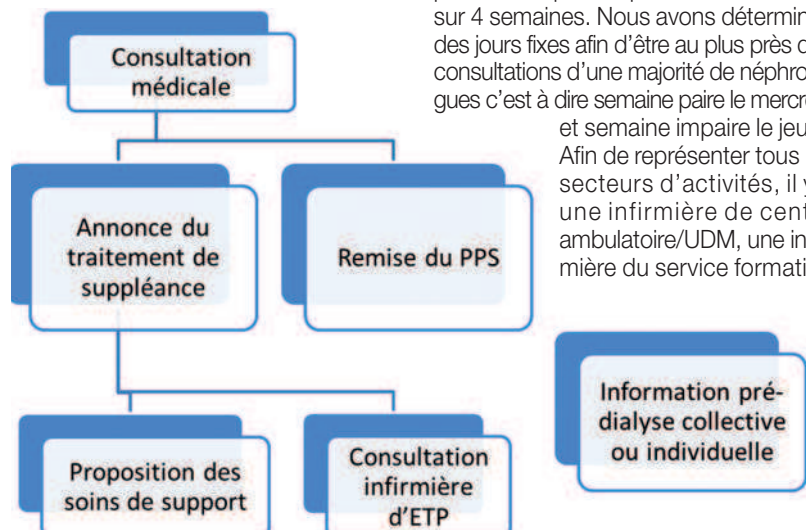 sur 4 semaines. Nous avons
des jours fixes afin d'être au plus près
consultations d'une majorité de
gues c'est à dire semaine paire le
et semaine impaire le
Afin de représenter tous
secteurs d'activités, il
une infirmière de
ambulatoire/UDM, une
mière du service
Consultation
médicale
Annonce du
traitement de
suppléance
Remise du PPS
Proposition des
soins de support
Consultation
infirmière
d'ETP
Information pré-
dialyse collective
ou individuelle